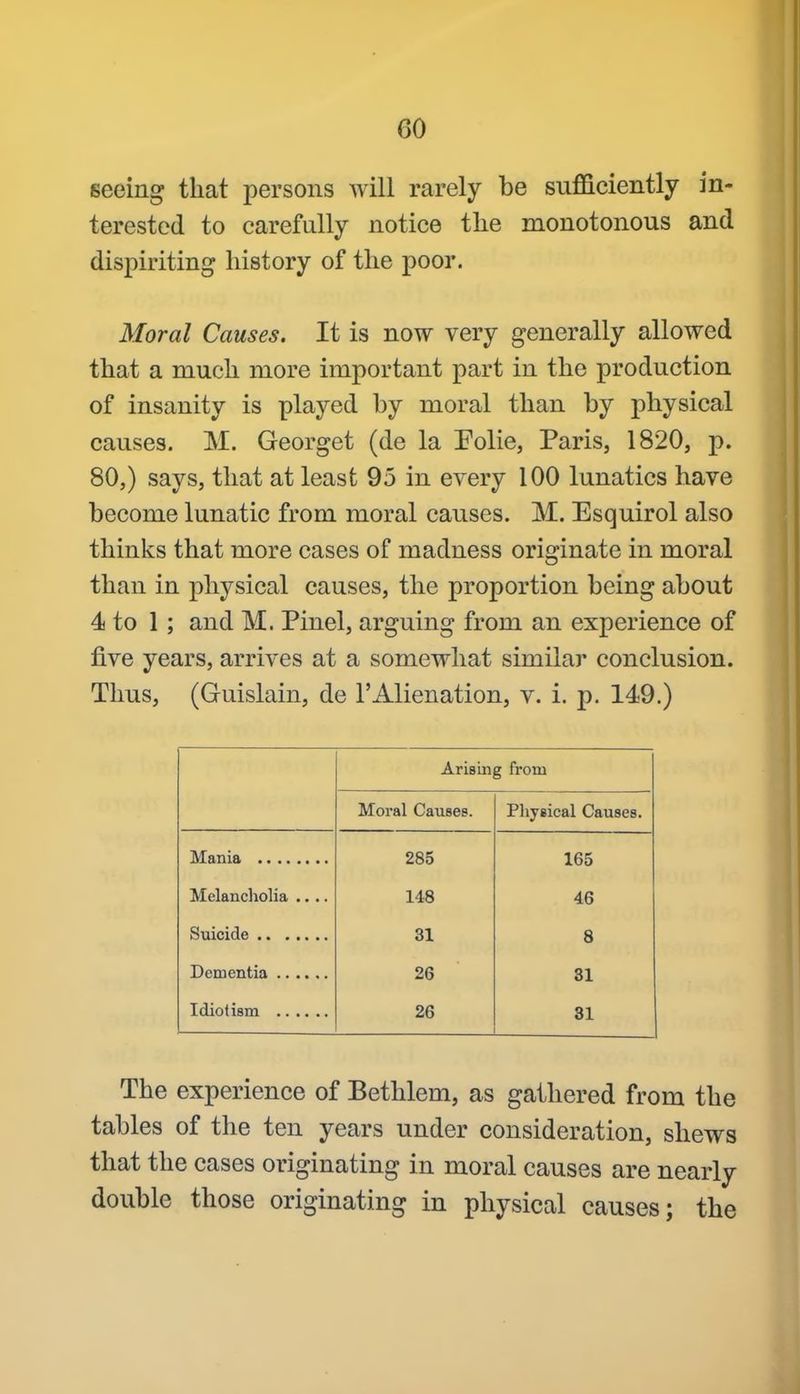 60
seeing that persons will rarely be sufficiently in-
terested to carefully notice the monotonous and
dispiriting history of the poor.
Moral Causes. It is now very generally allowed
that a much more important part in the production
of insanity is played by moral than by physical
causes. M. Georget (de la Folie, Paris, 1820, p.
80,) says, that at least 95 in every 100 lunatics have
become lunatic from moral causes. M. Esquirol also
thinks that more cases of madness originate in moral
than in physical causes, the proportion being about
4 to 1 ; and M. Pinel, arguing from an experience of
five years, arrives at a somewhat similar conclusion.
Thus, (Guislain, de l'Alienation, v. i. p. 149.)
Arising from
Moral Causes. Physical Causes.
Mania ........ 285 165
Melancholia .... 148 46
Suicide .. ..... 31 8
Dementia ...... 26 31
Idiotism ...... 26 31
The experience of Bethlem, as gathered from the
tables of the ten years under consideration, shews
that the cases originating in moral causes are nearly
double those originating in physical causes; the